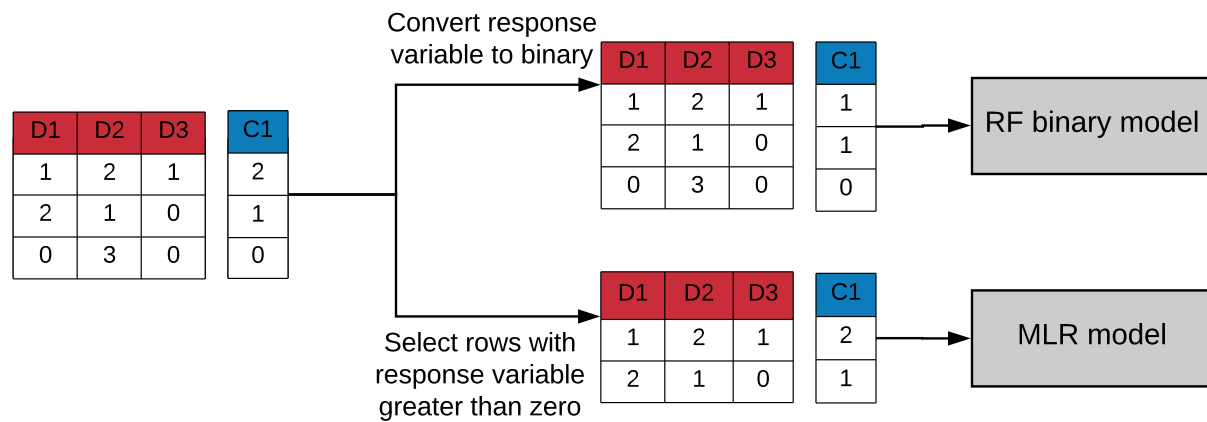 D1 D2 D3 C1
1 2 1 2
2 1 0 1
0 3 0 0
Convert response
variable to binary
D1 D2 D3 C1
1 2 1 1
2 1 0 1
0 3 0 0
RF binary model
Select rows with
response variable
greater than zero
D1 D2 D3 C1
1 2 1 2
2 1 0 1
MLR model